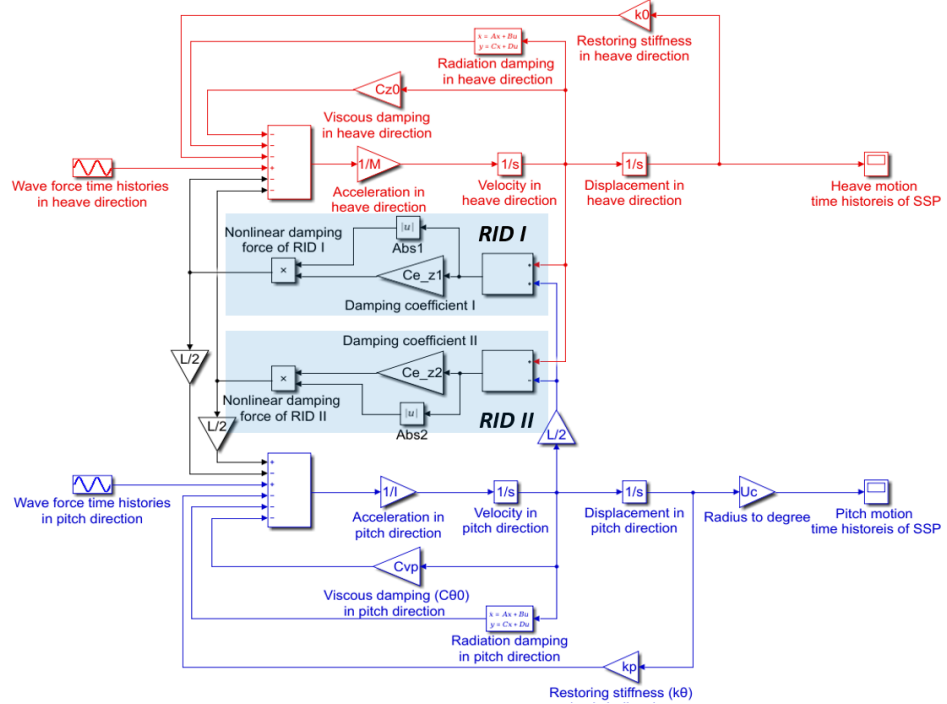 k0
Restoring stiffness
in heave direction
ẋ = Ax+Bu
y = Cx+Du
Radiation damping
in heave direction
Cz0
Viscous damping
in heave direction
Wave force time histories
in heave direction
1/M
Acceleration in
heave direction
1/s
Velocity in
heave direction
1/s
Displacement in
heave direction
Heave motion
time historeis of SSP
Nonlinear damping
force of RID I
|u|
Abs1
RID I
×
Ce_z1
Damping coefficient I
L/2
Damping coefficient II
×
Ce_z2
Nonlinear damping
force of RID II
|u|
Abs2
RID II
L/2
L/2
Wave force time histories
in pitch direction
1/I
Acceleration in
pitch direction
1/s
Velocity in
pitch direction
1/s
Displacement in
pitch direction
Uc
Radius to degree
Pitch motion
time historeis of SSP
Cvp
Viscous damping (Cθ0)
in pitch direction
ẋ = Ax+Bu
y = Cx+Du
Radiation damping
in pitch direction
kp
Restoring stiffness (kθ)